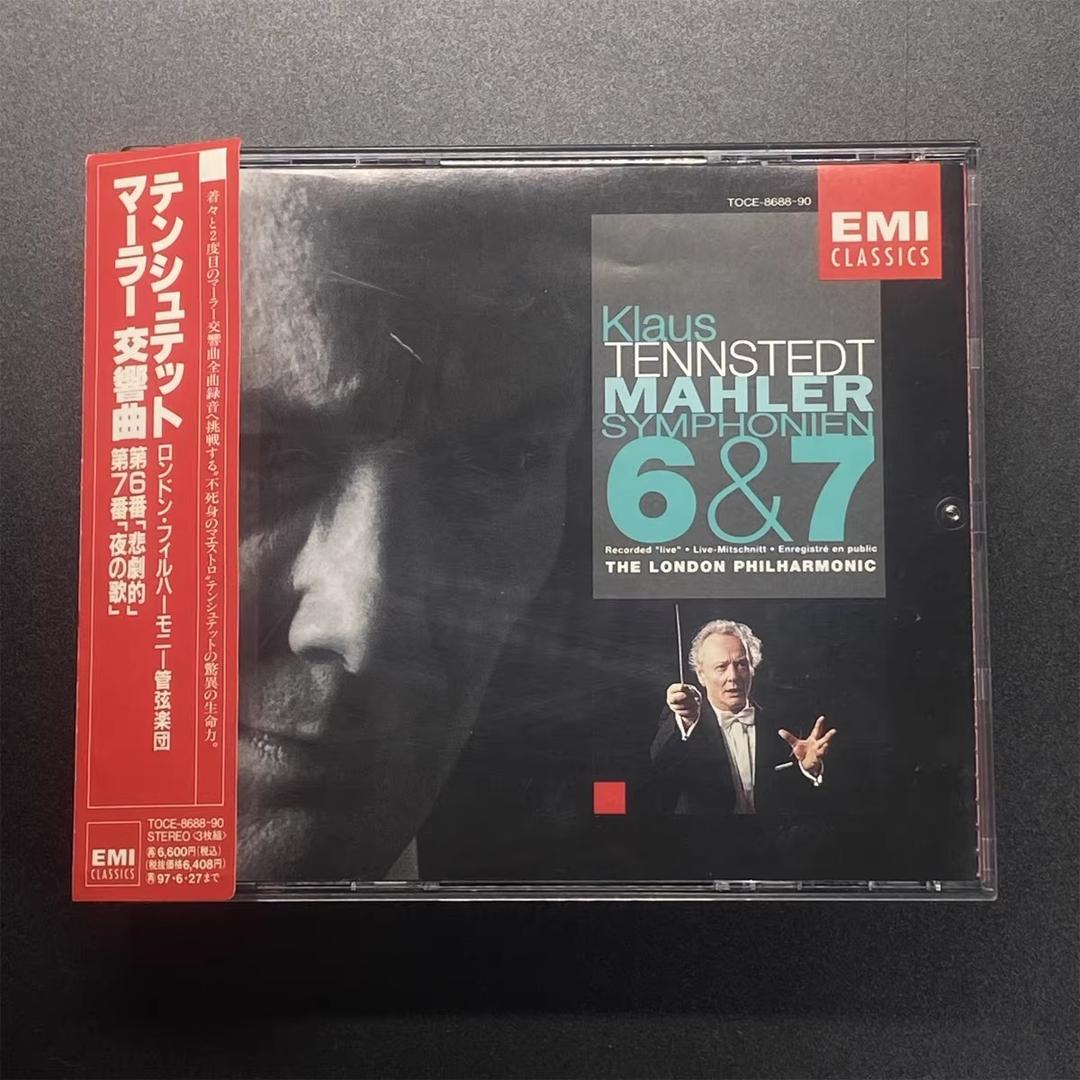 テンシュテット
マーラー 交響曲
ロンドン・フィルハーモニー管弦楽団
第6番「悲劇的」
第7番「夜の歌」
着々と2度目のマーラー交響曲全曲録音へ挑戦する。“不死身のマエストロ”テンシュテットの驚異の生命力。
EMI
CLASSICS
TOCE-8688~90
STEREO〈3枚組〉
再6,600円(税込)
(税抜価格6,408円)
再97・6・27まで
TOCE-8688~90
EMI
CLASSICS
Klaus
TENNSTEDT
MAHLER
SYMPHONIEN
6&7
Recorded "live" • Live-Mitschnitt • Enregistré en public
THE LONDON PHILHARMONIC